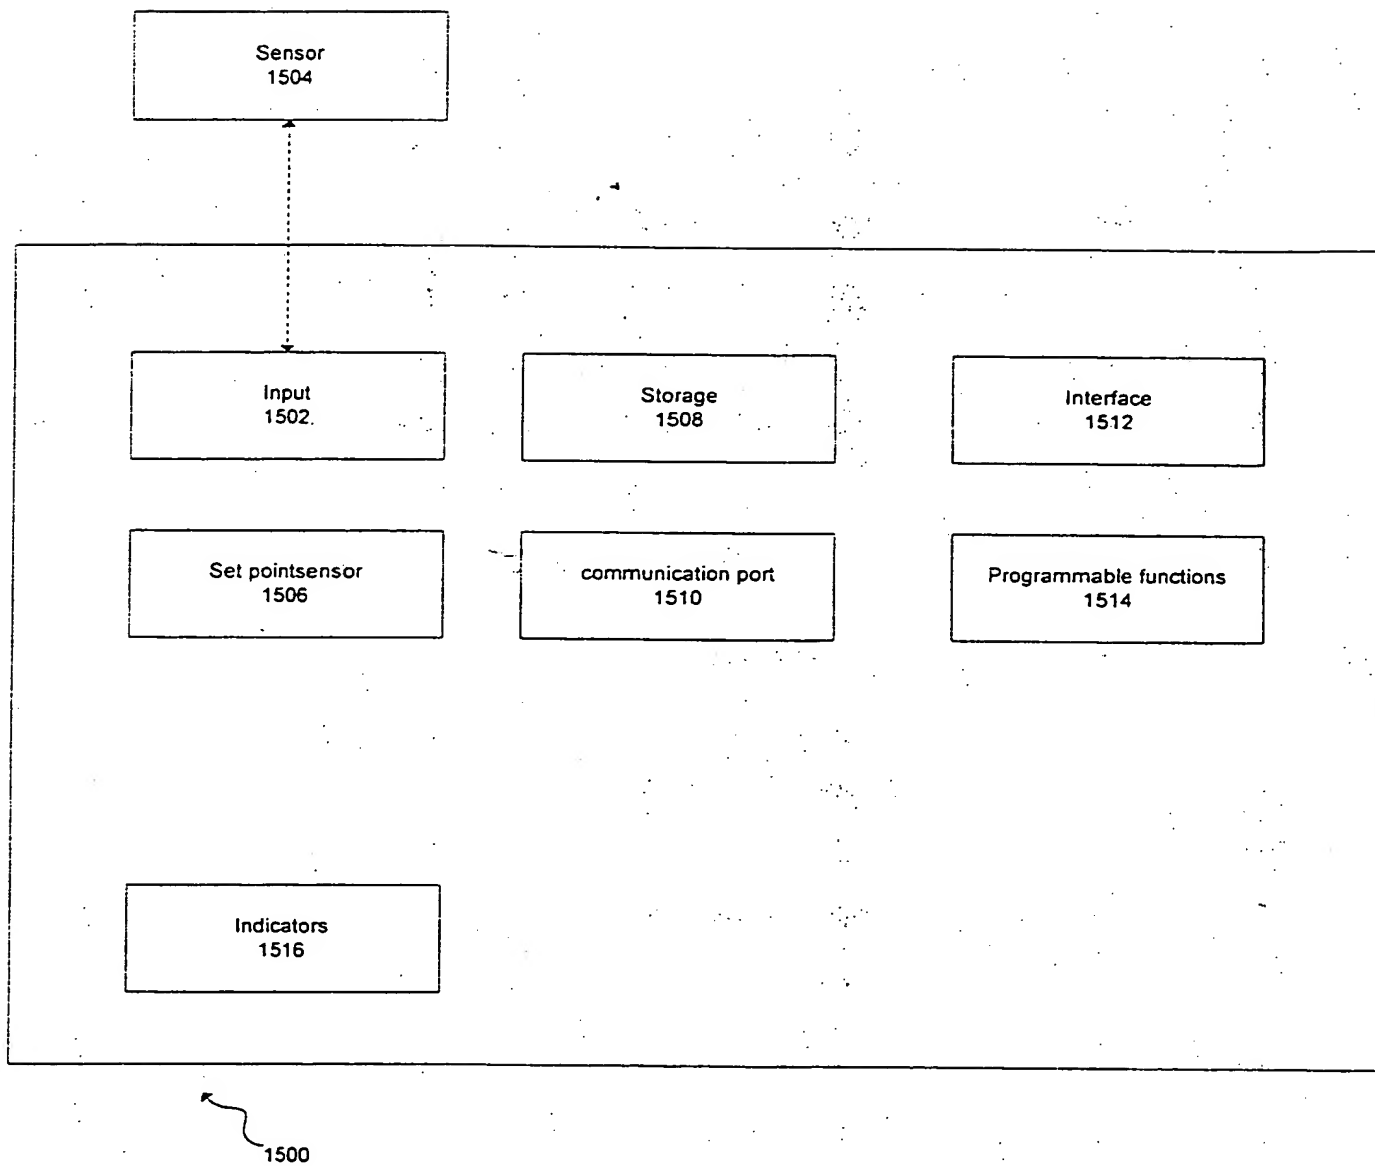 Sensor
1504
Input
1502
Storage
1508
Interface
1512
Set pointsensor
1506
communication port
1510
Programmable functions
1514
Indicators
1516
1500